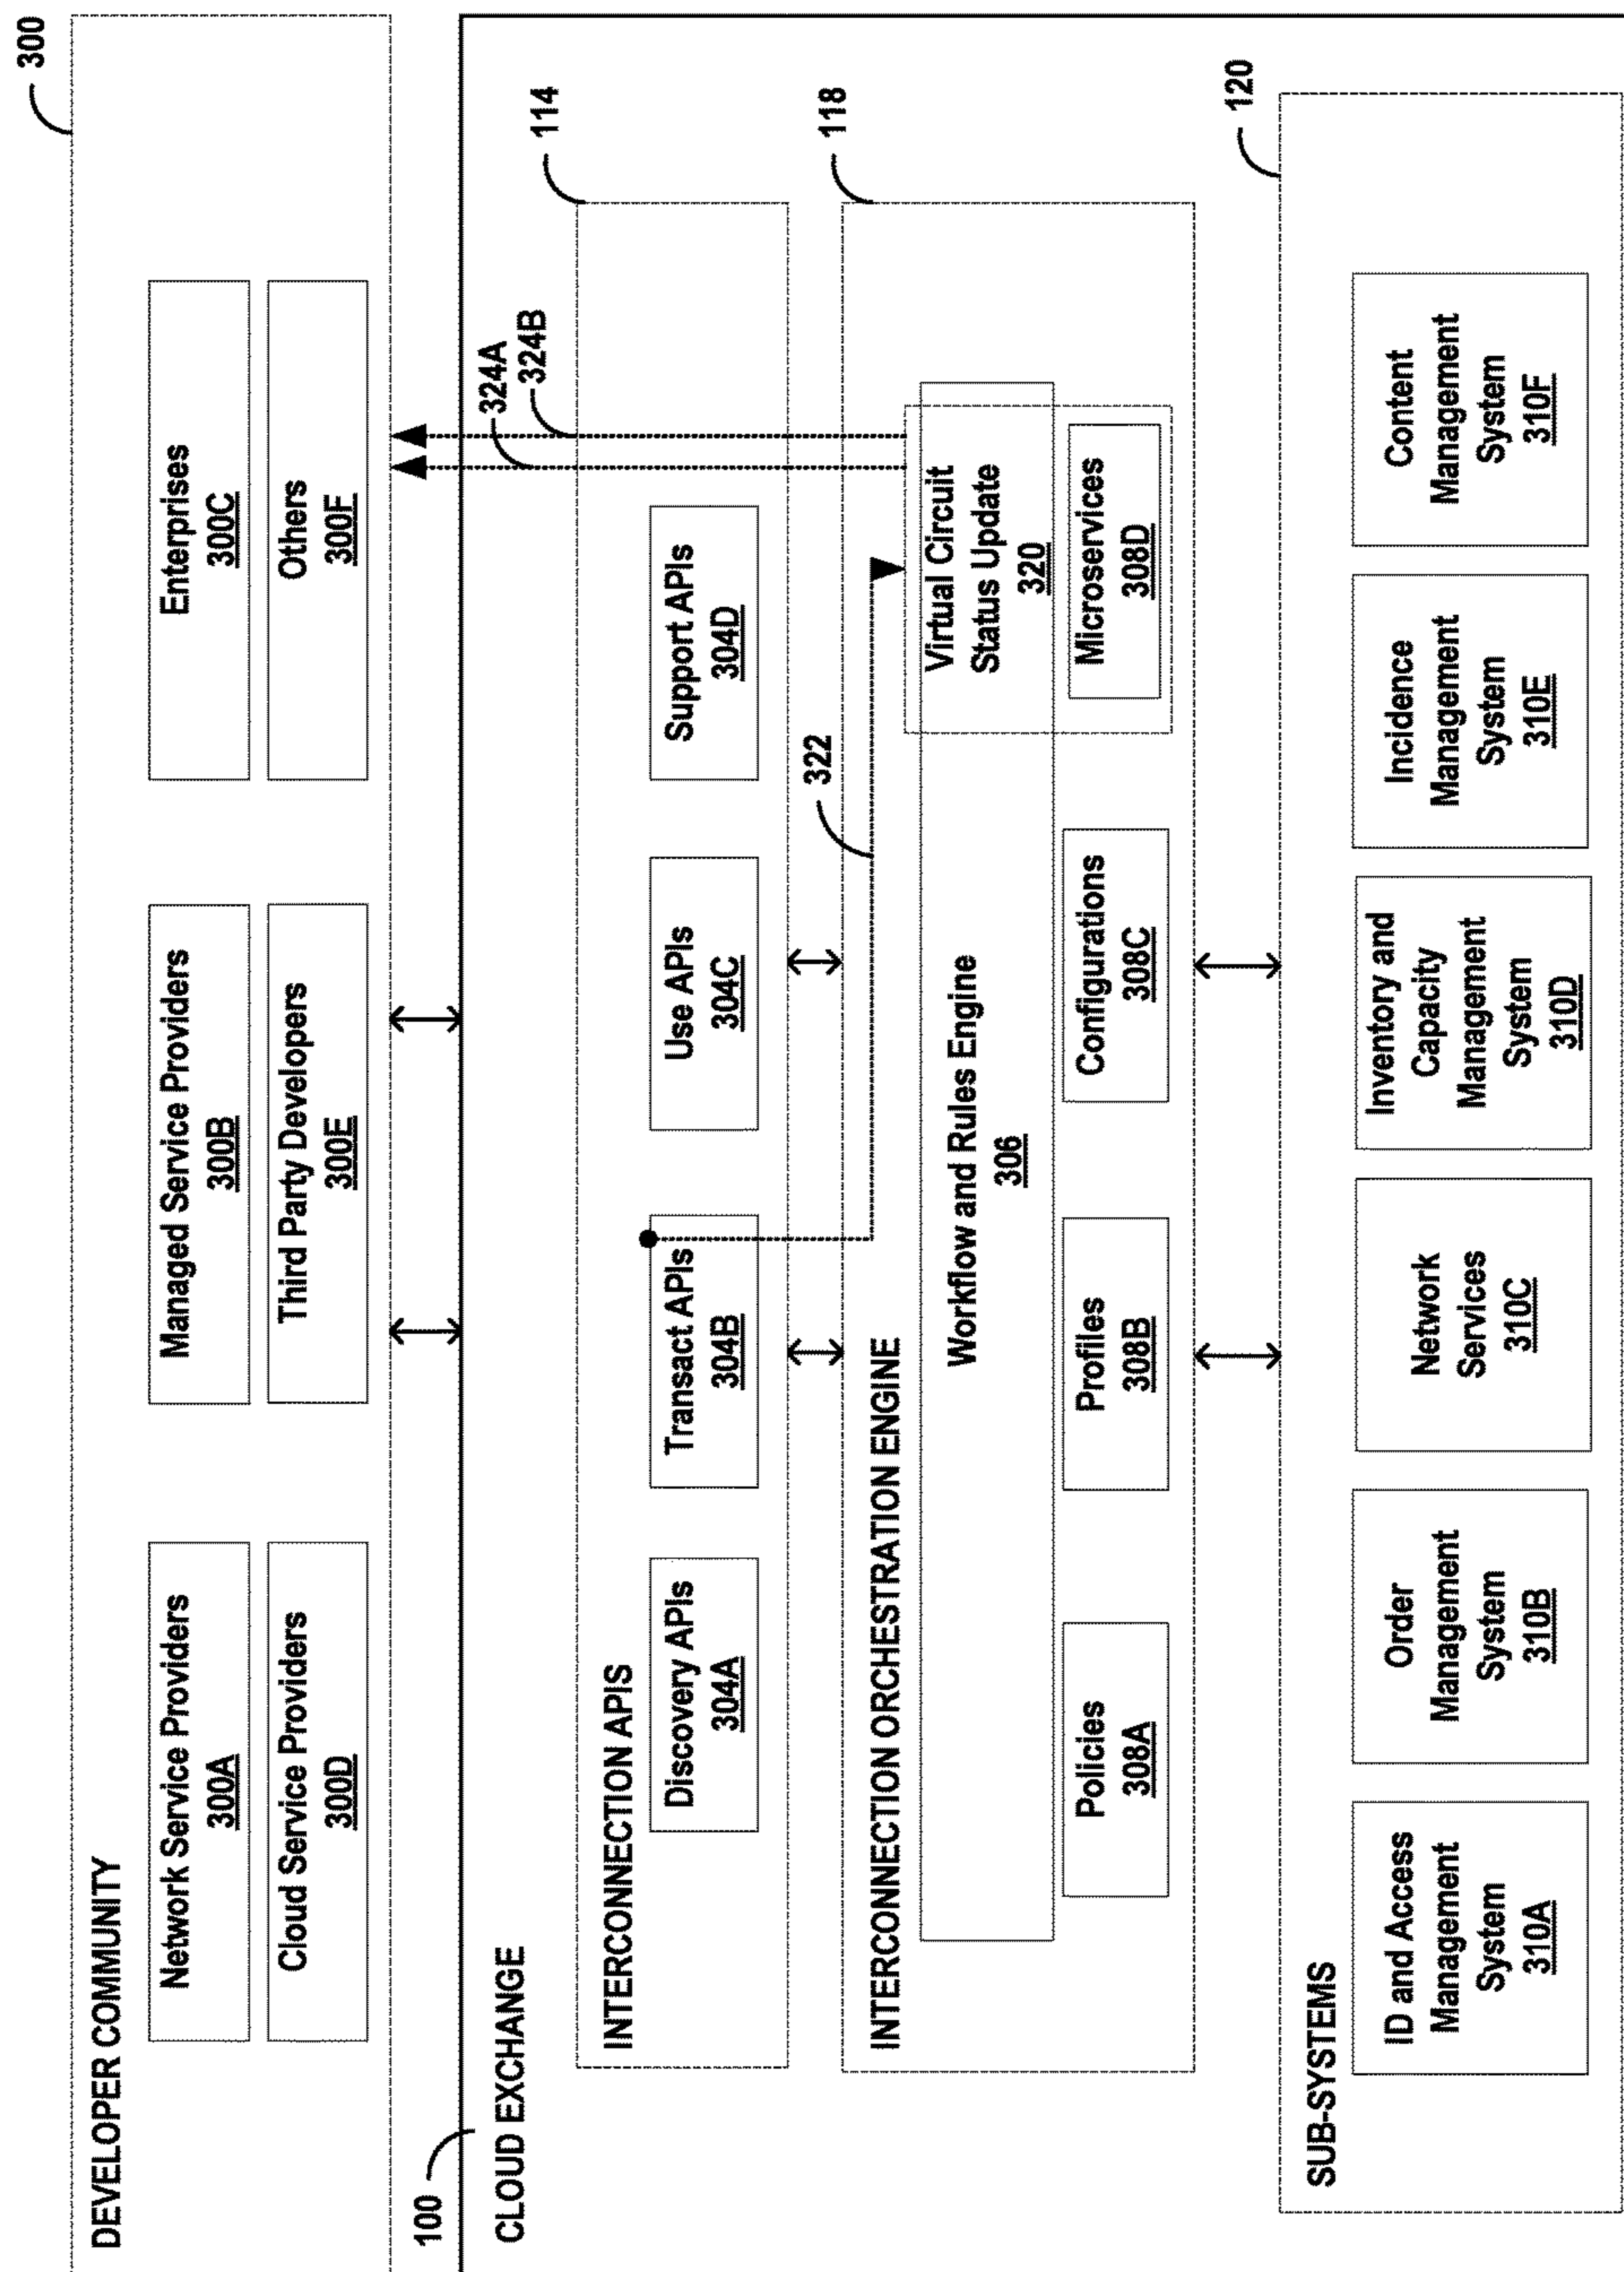 300
DEVELOPER COMMUNITY
Network Service Providers
300A
Managed Service Providers
300B
Enterprises
300C
Cloud Service Providers
300D
Third Party Developers
300E
Others
300F
100
CLOUD EXCHANGE
324A
324B
114
INTERCONNECTION APIS
Discovery APIs
304A
Transact APIs
304B
Use APIs
304C
Support APIs
304D
322
118
INTERCONNECTION ORCHESTRATION ENGINE
Workflow and Rules Engine
306
Virtual Circuit
Status Update
320
Policies
308A
Profiles
308B
Configurations
308C
Microservices
308D
120
SUB-SYSTEMS
ID and Access
Management
System
310A
Order
Management
System
310B
Network
Services
310C
Inventory and
Capacity
Management
System
310D
Incidence
Management
System
310E
Content
Management
System
310F